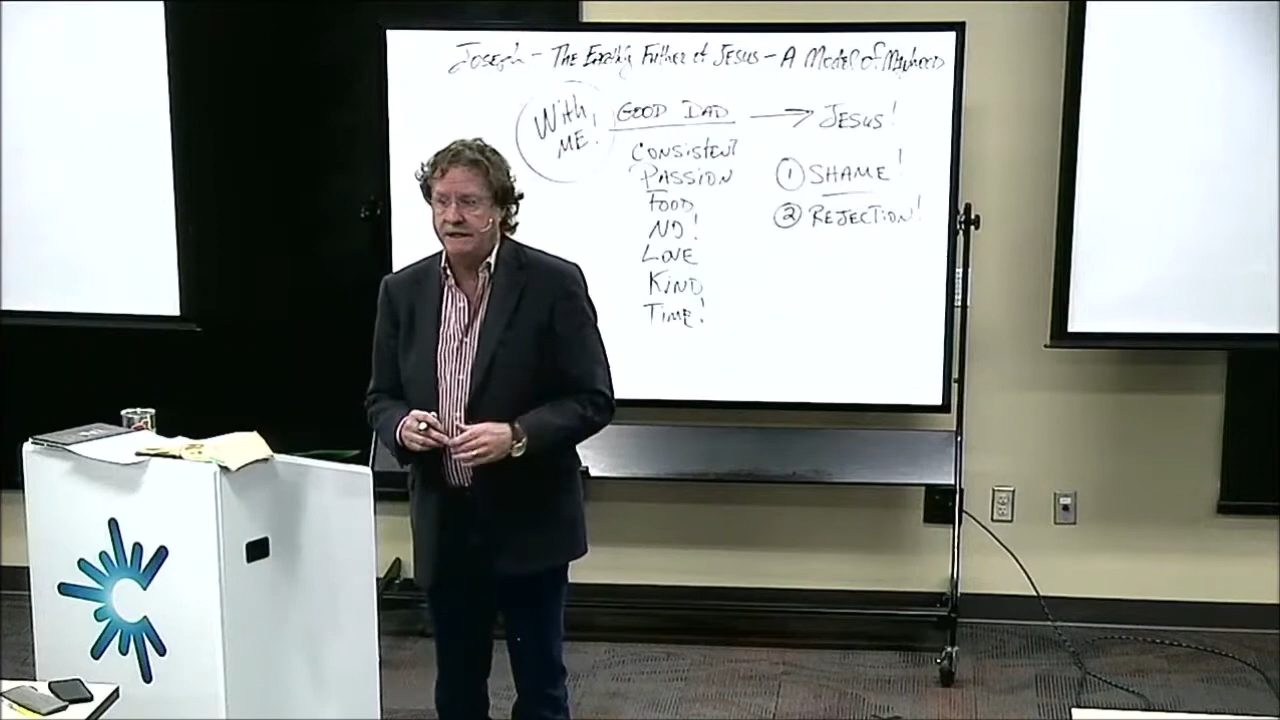 Joseph - The Earthly Father of Jesus - A Model of Manhood
With ME!
GOOD DAD → JESUS!
CONSISTENT
PASSION
FOOD
NO!
LOVE
KIND
TIME!
① SHAME!
② REJECTION!